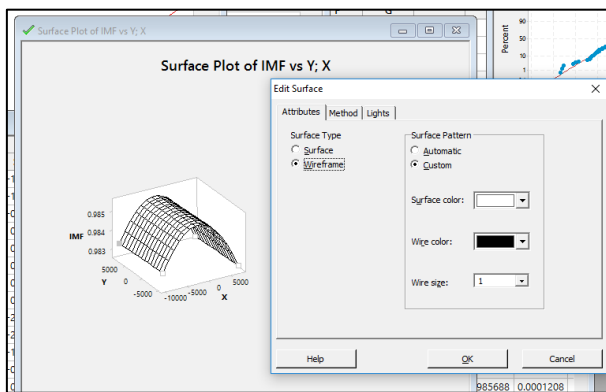 F G
Surface Plot of IMF vs Y; X
Surface Plot of IMF vs Y; X
0.985
0.984
0.983
IMF
5000
0
-5000
Y
-10000
-5000
0
5000
X
Percent
90
50
10
1
Edit Surface
Attributes Method Lights
Surface Type
Surface
Wireframe
Surface Pattern
Automatic
Custom
Surface color:
Wire color:
Wire size: 1
Help OK Cancel
985688 0.0001208